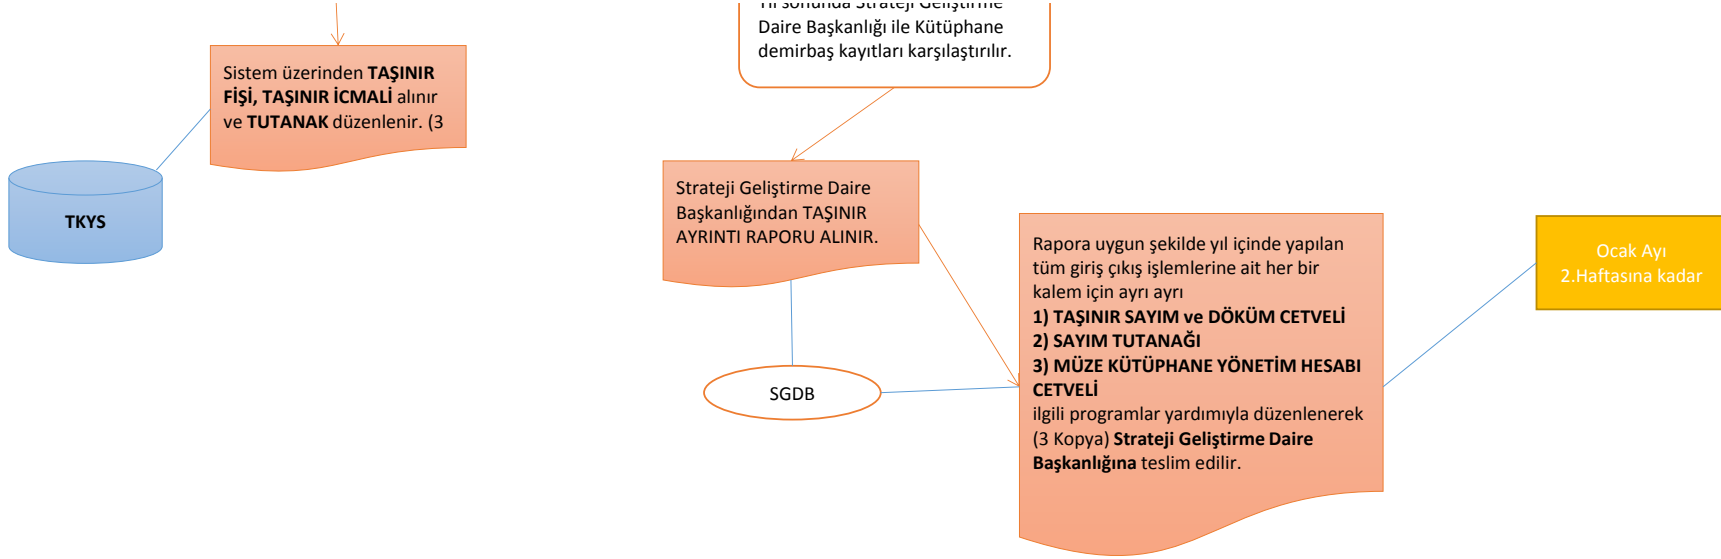 Yıl sonunda Strateji Geliştirme
Daire Başkanlığı ile Kütüphane
demirbaş kayıtları karşılaştırılır.
Sistem üzerinden TAŞINIR
FİŞİ, TAŞINIR İCMALİ alınır
ve TUTANAK düzenlenir. (3
TKYS
Strateji Geliştirme Daire
Başkanlığından TAŞINIR
AYRINTI RAPORU ALINIR.
SGDB
Rapora uygun şekilde yıl içinde yapılan
tüm giriş çıkış işlemlerine ait her bir
kalem için ayrı ayrı
1) TAŞINIR SAYIM ve DÖKÜM CETVELİ
2) SAYIM TUTANAĞI
3) MÜZE KÜTÜPHANE YÖNETİM HESABI
CETVELİ
ilgili programlar yardımıyla düzenlenerek
(3 Kopya) Strateji Geliştirme Daire
Başkanlığına teslim edilir.
Ocak Ayı
2.Haftasına kadar